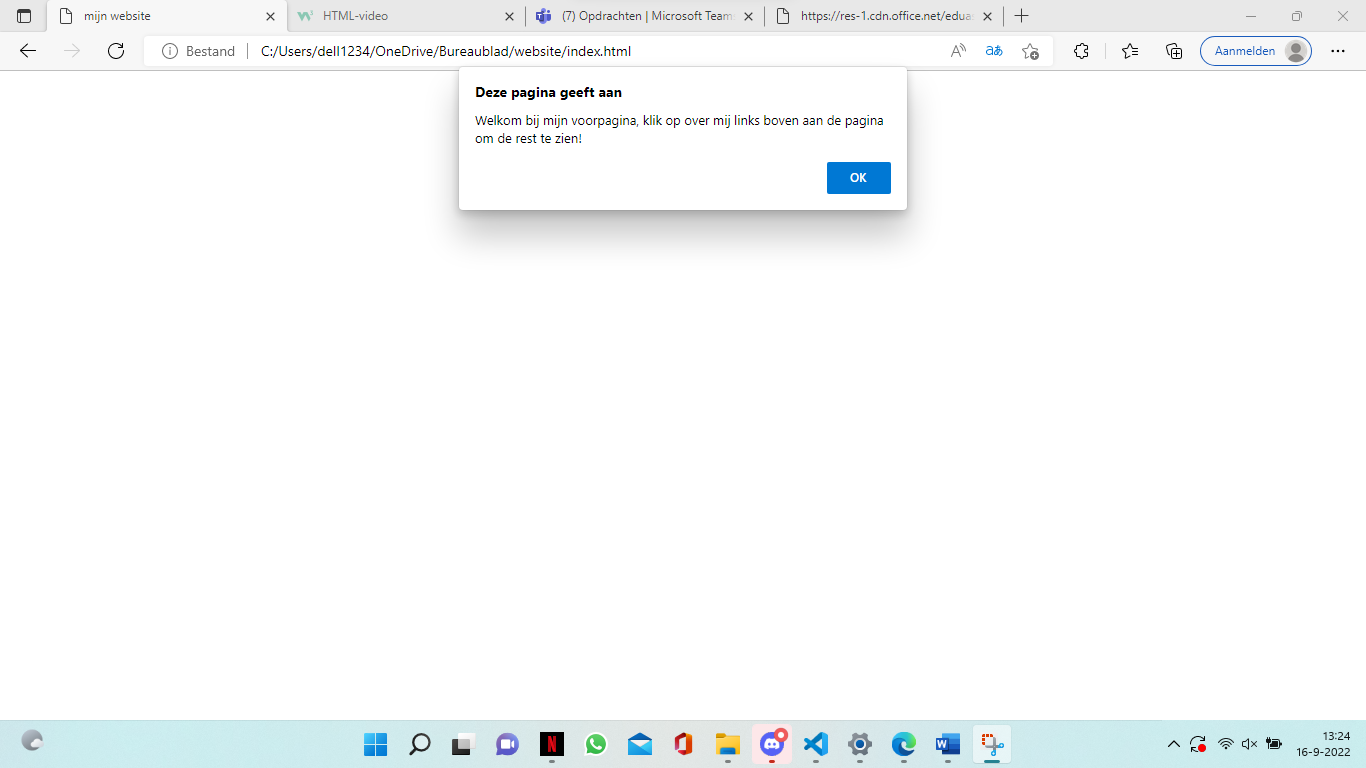 mijn website
HTML-video
(7) Opdrachten | Microsoft Teams
https://res-1.cdn.office.net/eduas
Bestand
C:/Users/dell1234/OneDrive/Bureaublad/website/index.html
Aanmelden
Deze pagina geeft aan
Welkom bij mijn voorpagina, klik op over mij links boven aan de pagina
om de rest te zien!
OK
13:24
16-9-2022